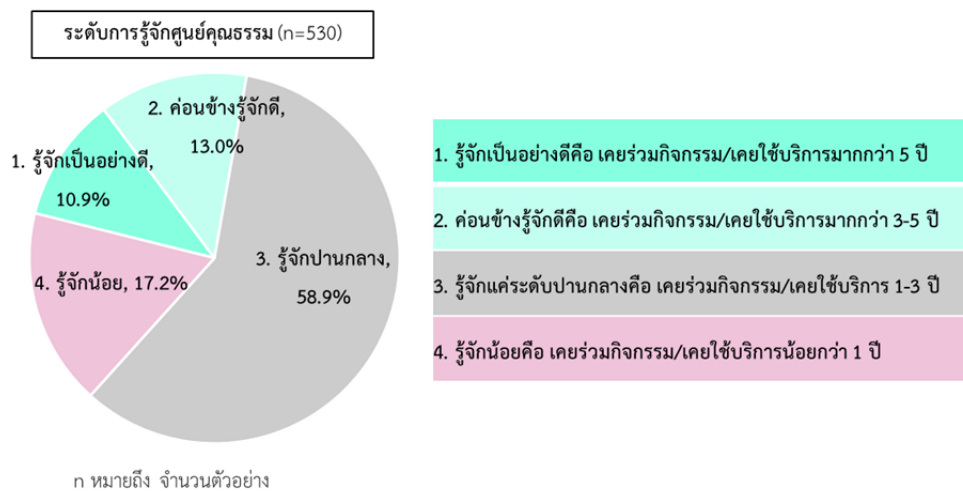 ระดับการรู้จักศูนย์คุณธรรม (n=530)
2. ค่อนข้างรู้จักดี,
13.0%
1. รู้จักเป็นอย่างดี,
10.9%
3. รู้จักปานกลาง,
58.9%
4. รู้จักน้อย, 17.2%
1. รู้จักเป็นอย่างดีคือ เคยร่วมกิจกรรม/เคยใช้บริการมากกว่า 5 ปี
2. ค่อนข้างรู้จักดีคือ เคยร่วมกิจกรรม/เคยใช้บริการมากกว่า 3-5 ปี
3. รู้จักแค่ระดับปานกลางคือ เคยร่วมกิจกรรม/เคยใช้บริการ 1-3 ปี
4. รู้จักน้อยคือ เคยร่วมกิจกรรม/เคยใช้บริการน้อยกว่า 1 ปี
n หมายถึง จำนวนตัวอย่าง